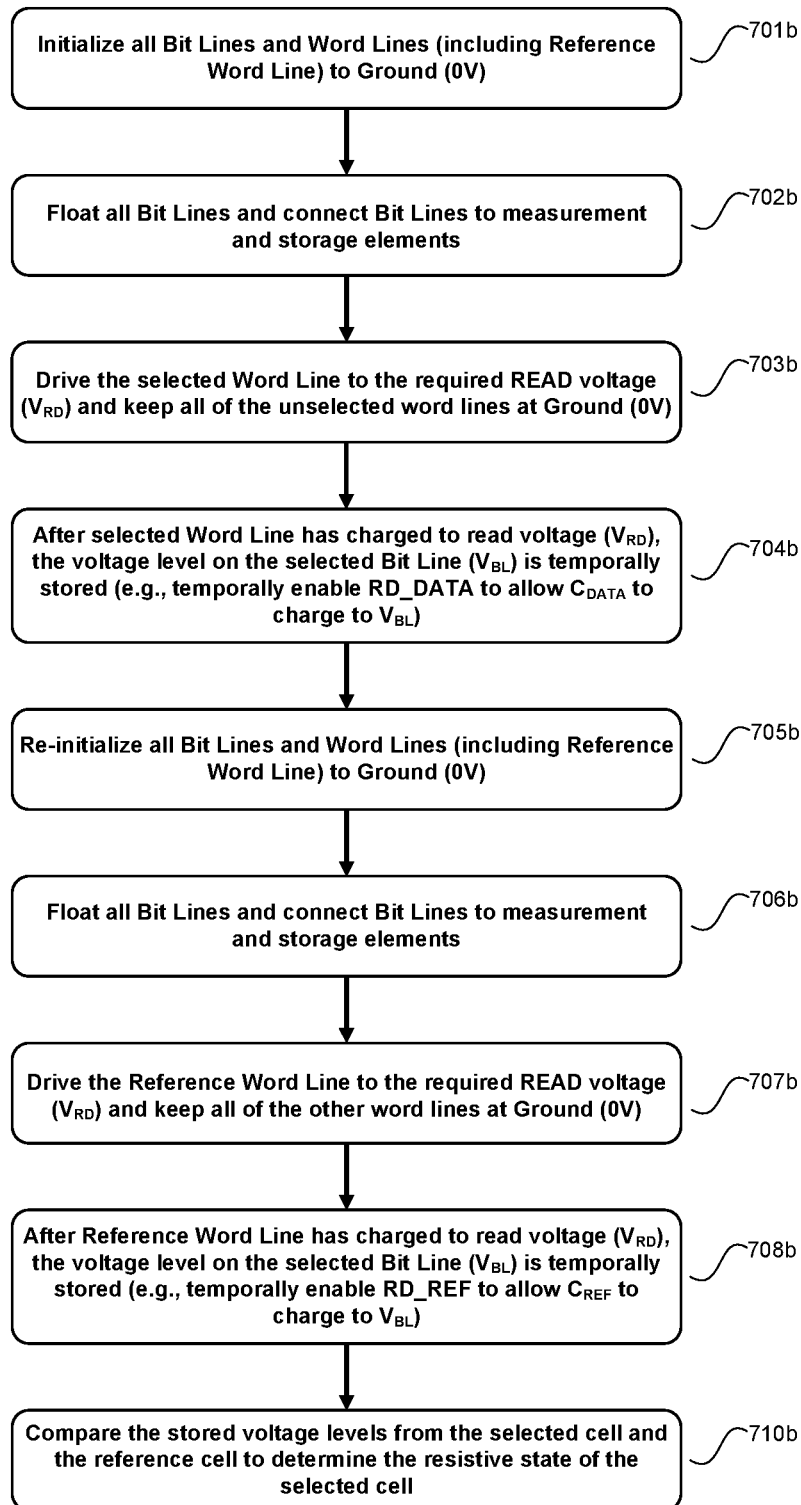 Initialize all Bit Lines and Word Lines (including Reference
Word Line) to Ground (0V)
701b
Float all Bit Lines and connect Bit Lines to measurement
and storage elements
702b
Drive the selected Word Line to the required READ voltage
(VRD) and keep all of the unselected word lines at Ground (0V)
703b
After selected Word Line has charged to read voltage (VRD),
the voltage level on the selected Bit Line (VBL) is temporally
stored (e.g., temporally enable RD_DATA to allow CDATA to
charge to VBL)
704b
Re-initialize all Bit Lines and Word Lines (including Reference
Word Line) to Ground (0V)
705b
Float all Bit Lines and connect Bit Lines to measurement
and storage elements
706b
Drive the Reference Word Line to the required READ voltage
(VRD) and keep all of the other word lines at Ground (0V)
707b
After Reference Word Line has charged to read voltage (VRD),
the voltage level on the selected Bit Line (VBL) is temporally
stored (e.g., temporally enable RD_REF to allow CREF to
charge to VBL)
708b
Compare the stored voltage levels from the selected cell and
the reference cell to determine the resistive state of the
selected cell
710b